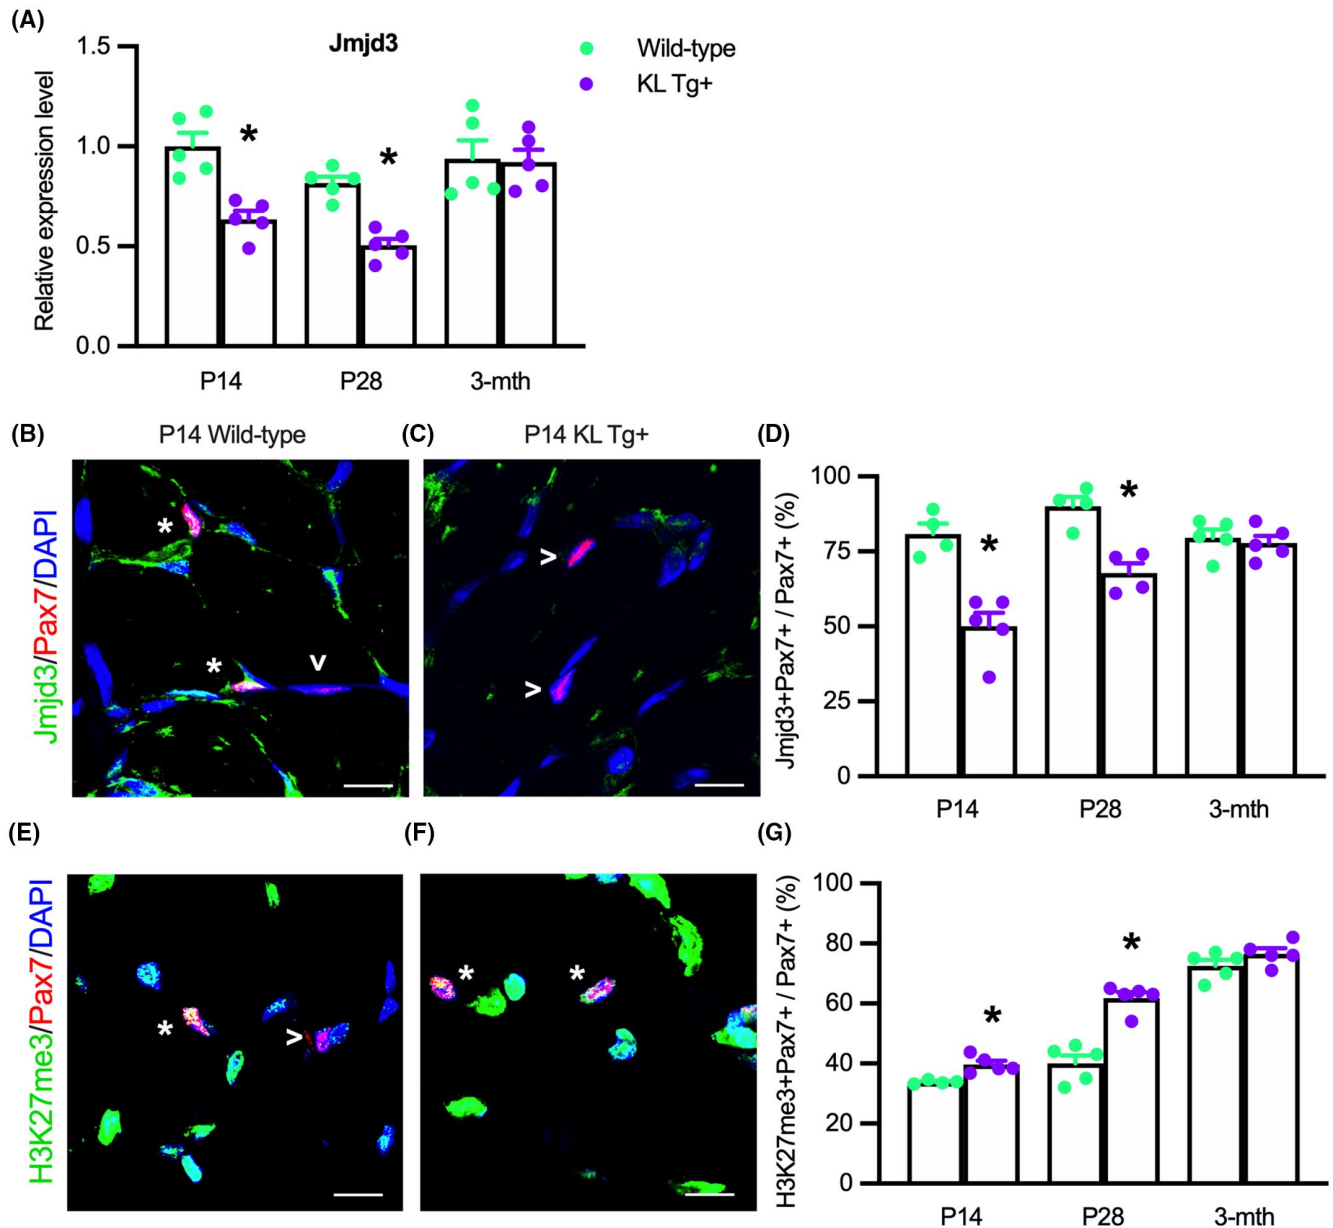 (A)
Jmjd3
Wild-type
KL Tg+
Relative expression level
1.5
1.0
0.5
0.0
*
*
P14
P28
3-mth
(B)
P14 Wild-type
(C)
P14 KL Tg+
(D)
Jmjd3/Pax7/DAPI
*
*
>
>
>
Jmjd3+Pax7+ / Pax7+ (%)
100
75
50
25
0
*
*
P14
P28
3-mth
(E)
(F)
(G)
H3K27me3/Pax7/DAPI
*
>
*
*
H3K27me3+Pax7+ / Pax7+ (%)
100
80
60
40
20
0
*
*
P14
P28
3-mth